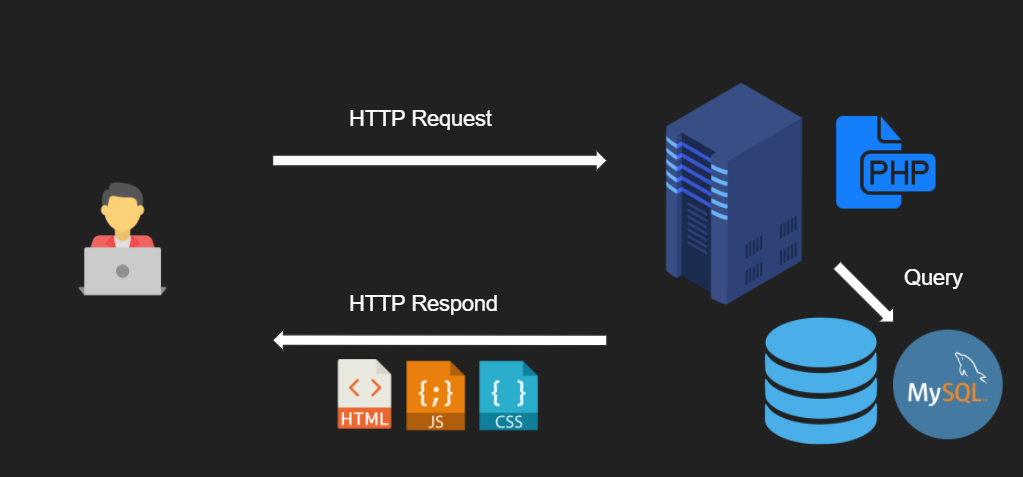 HTTP Request
PHP
Query
HTTP Respond
HTML
JS
CSS
MySQL